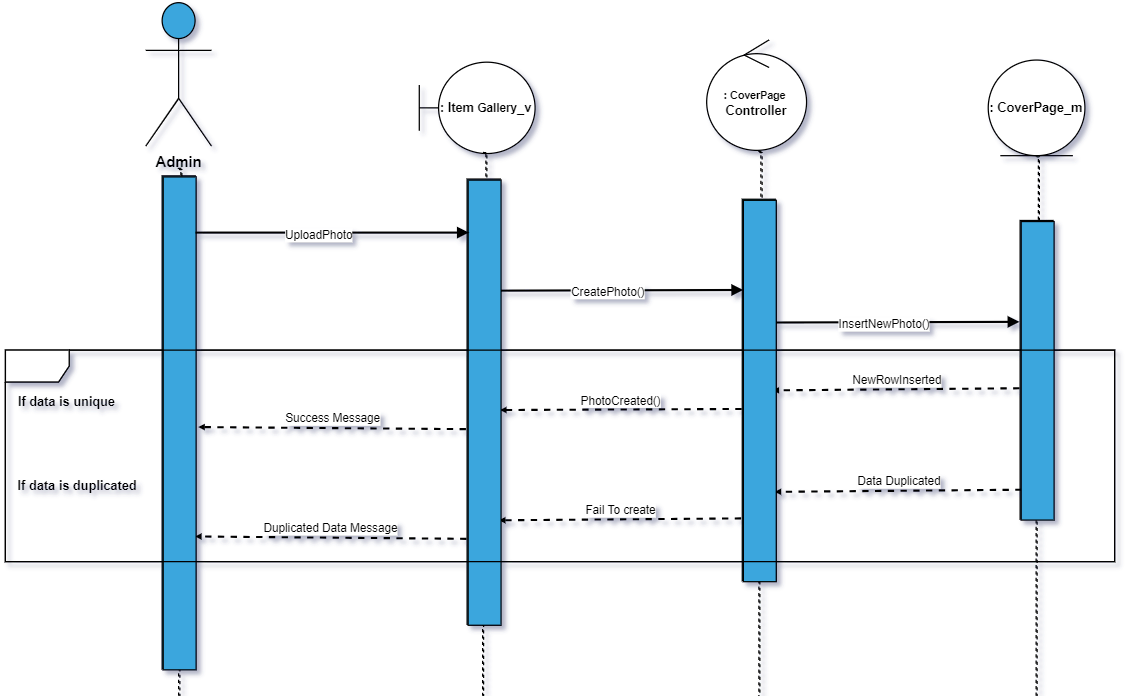 : Item Gallery_v
: CoverPage
Controller
: CoverPage_m
Admin
UploadPhoto
CreatePhoto()
InsertNewPhoto()
NewRowInserted
If data is unique
PhotoCreated()
Success Message
If data is duplicated
Data Duplicated
Fail To create
Duplicated Data Message